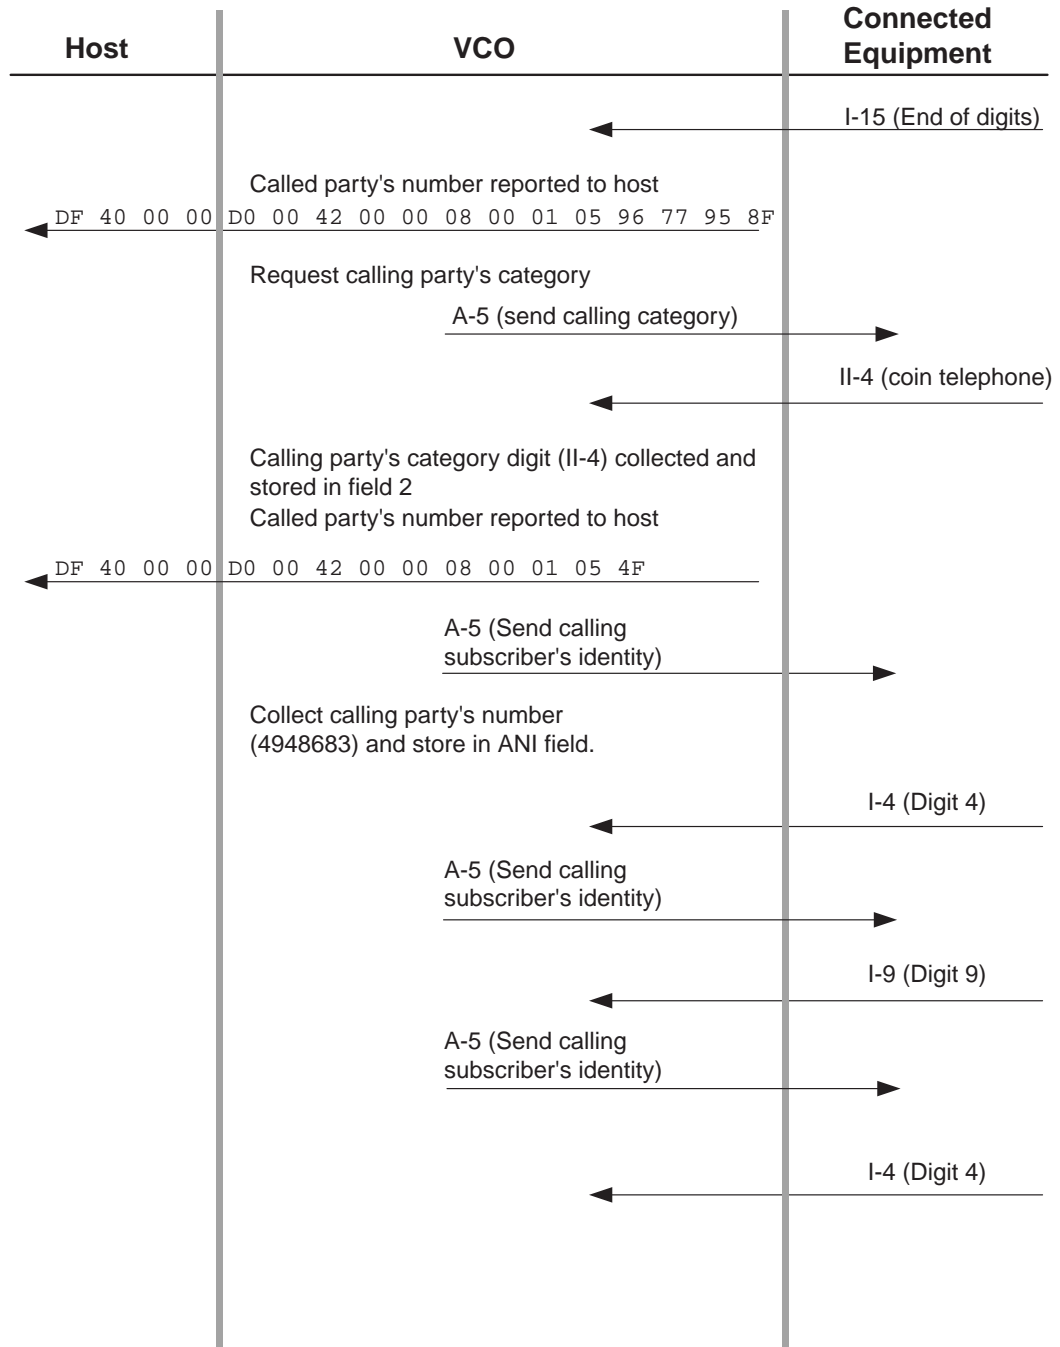 Host
VCO
Connected
Equipment
I-15 (End of digits)
Called party's number reported to host
DF 40 00 00 D0 00 42 00 00 08 00 01 05 96 77 95 8F
Request calling party's category
A-5 (send calling category)
II-4 (coin telephone)
Calling party's category digit (II-4) collected and
stored in field 2
Called party's number reported to host
DF 40 00 00 D0 00 42 00 00 08 00 01 05 4F
A-5 (Send calling
subscriber's identity)
Collect calling party's number
(4948683) and store in ANI field.
I-4 (Digit 4)
A-5 (Send calling
subscriber's identity)
I-9 (Digit 9)
A-5 (Send calling
subscriber's identity)
I-4 (Digit 4)